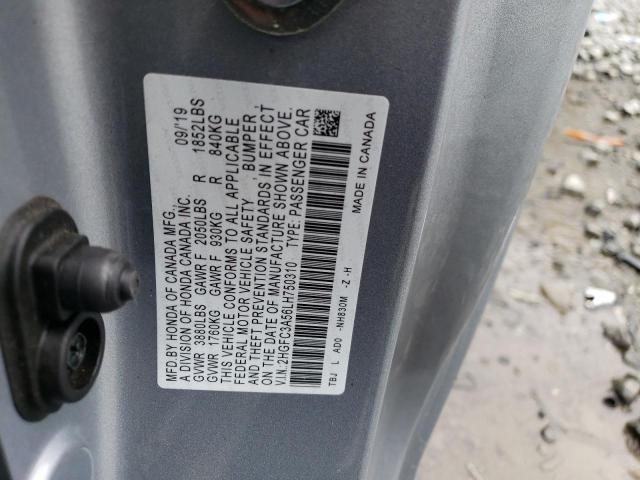 MFD.BY HONDA OF CANADA MFG. 09/'19
A DIVISION OF HONDA CANADA INC.
GVWR 3880LBS GAWR F 2050LBS R 1852LBS
GVWR 1760KG GAWR F 930KG R 840KG
THIS VEHICLE CONFORMS TO ALL APPLICABLE
FEDERAL MOTOR VEHICLE SAFETY, BUMPER,
AND THEFT PREVENTION STANDARDS IN EFFECT
ON THE DATE OF MANUFACTURE SHOWN ABOVE.
V.I.N.:2HGFC3A56LH750310 TYPE: PASSENGER CAR
TBJ L AD0 -NH830M -Z -H
MADE IN CANADA